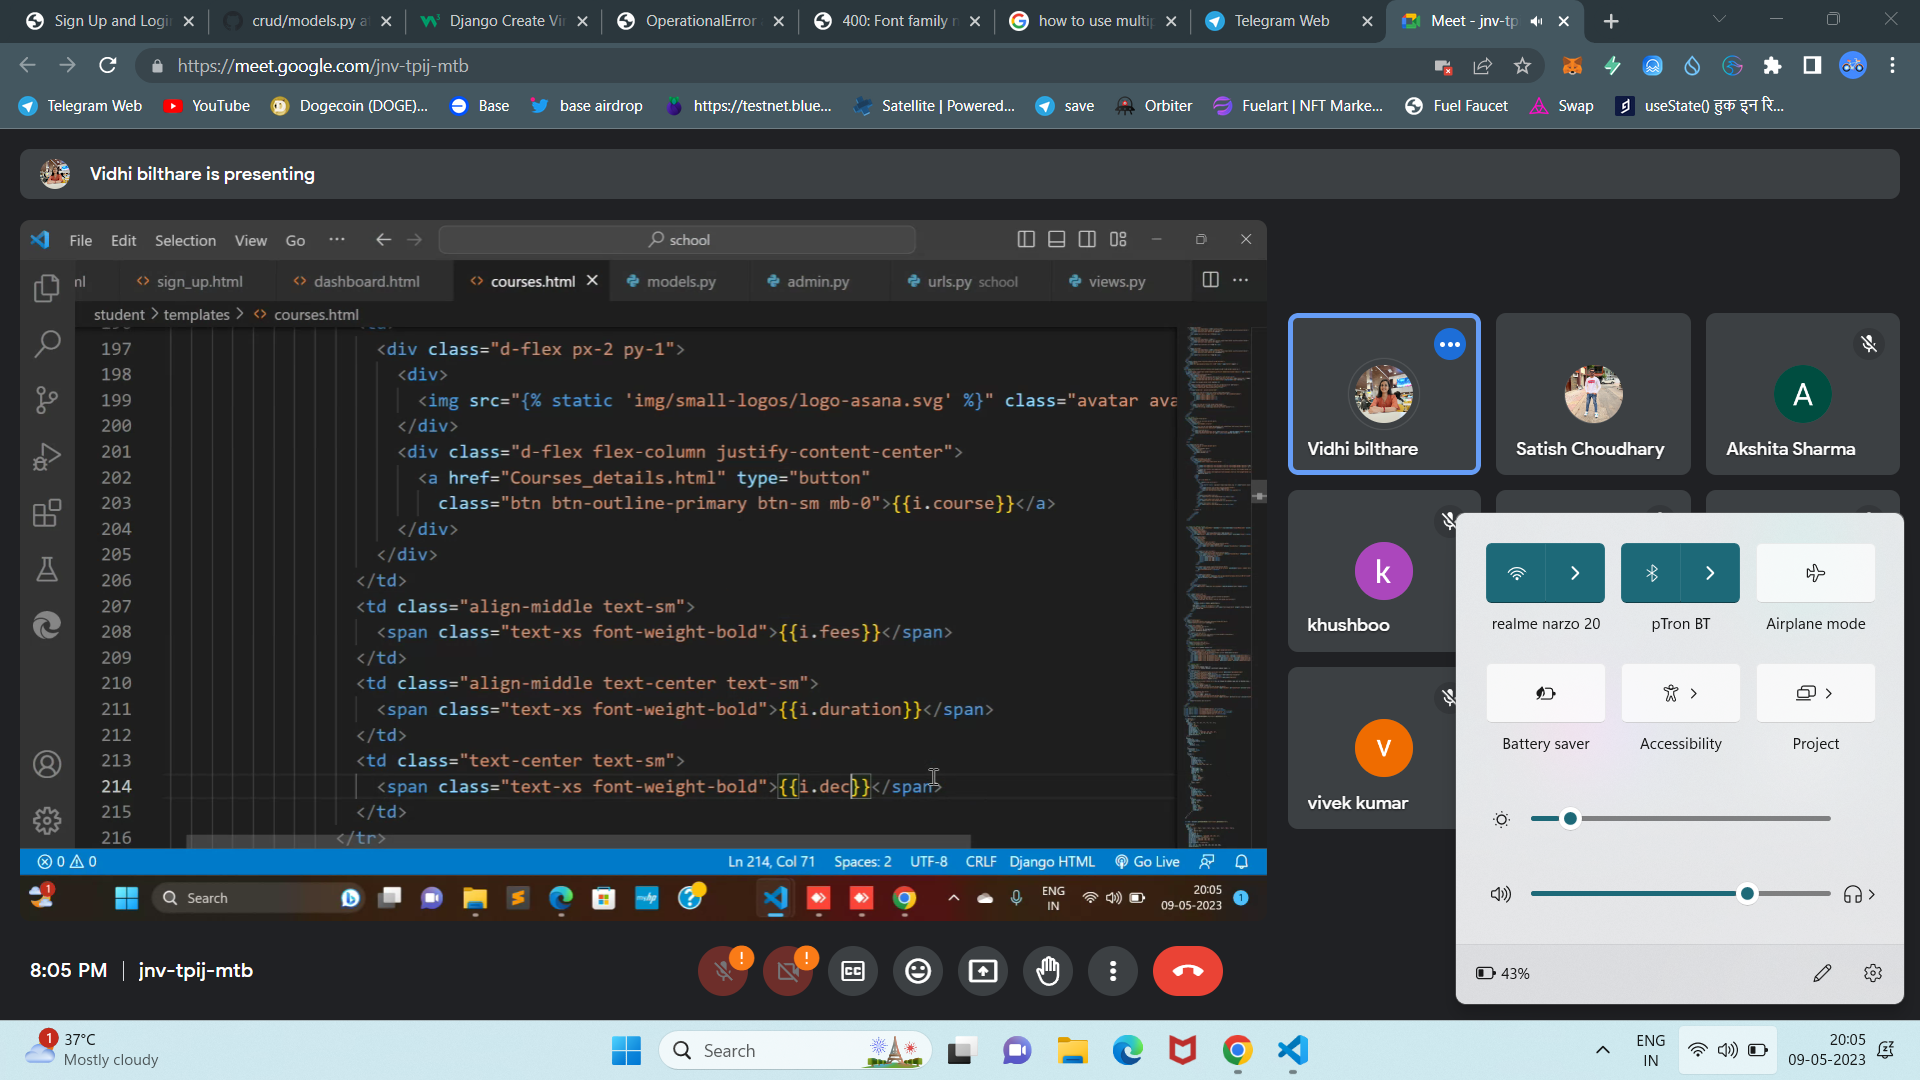 Sign Up and Logi
crud/models.py a
Django Create Vi
OperationalError
400: Font family n
how to use multip
Telegram Web
Meet - jnv-tp
https://meet.google.com/jnv-tpij-mtb
Telegram Web
YouTube
Dogecoin (DOGE)...
Base
base airdrop
https://testnet.blue...
Satellite | Powered...
save
Orbiter
Fuelart | NFT Marke...
Fuel Faucet
Swap
useState() हुक इन रि...
Vidhi bilthare is presenting
File Edit Selection View Go ··· school
ml
sign_up.html
dashboard.html
courses.html
models.py
admin.py
urls.py school
views.py
student > templates > <> courses.html
197 <div class="d-flex px-2 py-1">
198 <div>
199 <img src="{% static 'img/small-logos/logo-asana.svg' %}" class="avatar ava
200 </div>
201 <div class="d-flex flex-column justify-content-center">
202 <a href="Courses_details.html" type="button"
203 class="btn btn-outline-primary btn-sm mb-0">{{i.course}}</a>
204 </div>
205 </div>
206 </td>
207 <td class="align-middle text-sm">
208 <span class="text-xs font-weight-bold">{{i.fees}}</span>
209 </td>
210 <td class="align-middle text-center text-sm">
211 <span class="text-xs font-weight-bold">{{i.duration}}</span>
212 </td>
213 <td class="text-center text-sm">
214 <span class="text-xs font-weight-bold">{{i.dec}}</span>
215 </td>
216 </tr>
0 0 Ln 214, Col 71 Spaces: 2 UTF-8 CRLF Django HTML Go Live
1
Search
ENG
IN
20:05
09-05-2023
1
Vidhi bilthare
Satish Choudhary
A
Akshita Sharma
k
khushboo
V
vivek kumar
realme narzo 20
pTron BT
Airplane mode
Battery saver
Accessibility
Project
43%
8:05 PM | jnv-tpij-mtb
CC
1
37°C
Mostly cloudy
Search
ENG
IN
20:05
09-05-2023